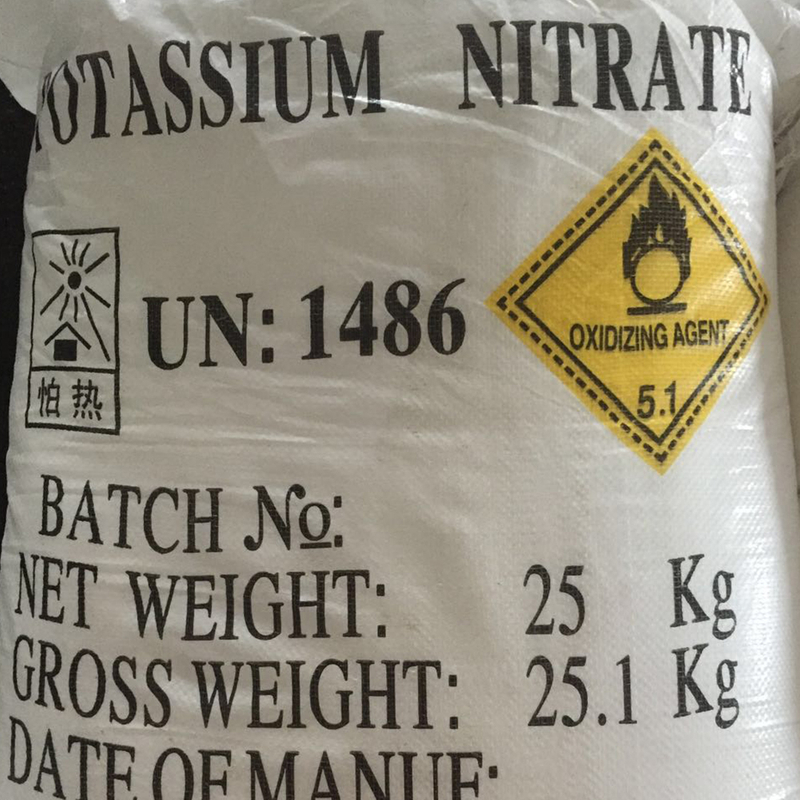 POTASSIUM NITRATE
OXIDIZING AGENT
5.1
UN: 1486
怕热
BATCH No:
NET WEIGHT: 25 Kg
GROSS WEIGHT: 25.1 Kg
DATE OF MANUF: